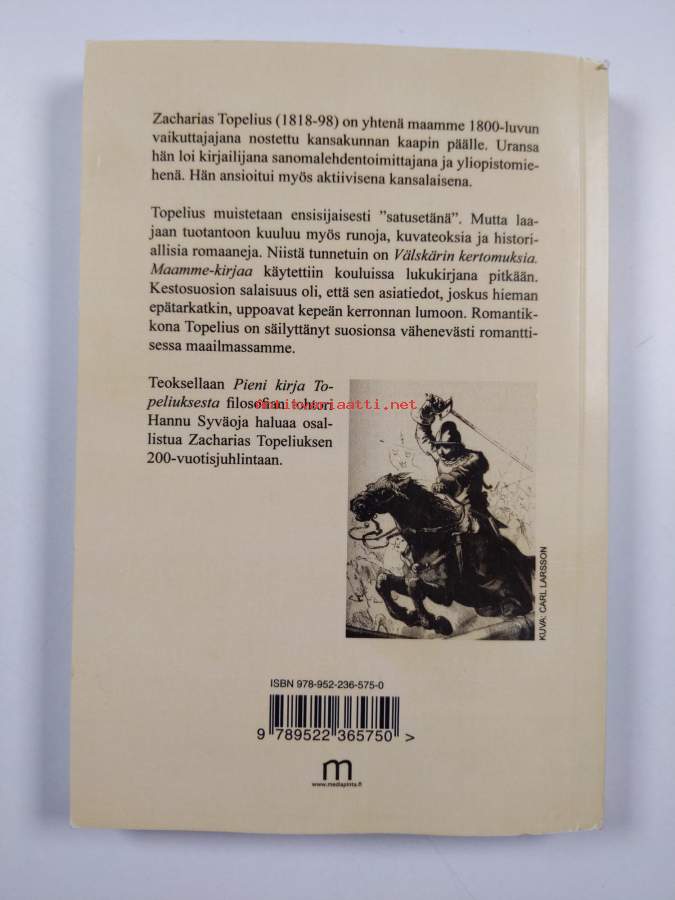 Zacharias Topelius (1818-98) on yhtenä maamme 1800-luvun
vaikuttajajana nostettu kansakunnan kaapin päälle. Uransa
hän loi kirjailijana sanomalehdentoimittajana ja yliopistomie-
henä. Hän ansioitui myös aktiivisena kansalaisena.
Topelius muistetaan ensisijaisesti ”satusetänä”. Mutta laa-
jaan tuotantoon kuuluu myös runoja, kuvateoksia ja histori-
allisia romaaneja. Niistä tunnetuin on Välskärin kertomuksia.
Maamme-kirjaa käytettiin kouluissa lukukirjana pitkään.
Kestosuosion salaisuus oli, että sen asiatiedot, joskus hieman
epätarkatkin, uppoavat kepeän kerronnan lumoon. Romantik-
kona Topelius on säilyttänyt suosionsa vähenevästi romantti-
sessa maailmassamme.
Teoksellaan Pieni kirja To-
peliuksesta filosofian tohtori
Hannu Syväoja haluaa osal-
listua Zacharias Topeliuksen
200-vuotisjuhlintaan.
KUVA: CARL LARSSON
ISBN 978-952-236-575-0
9 789522 365750 >
m
www.mediapinta.fi